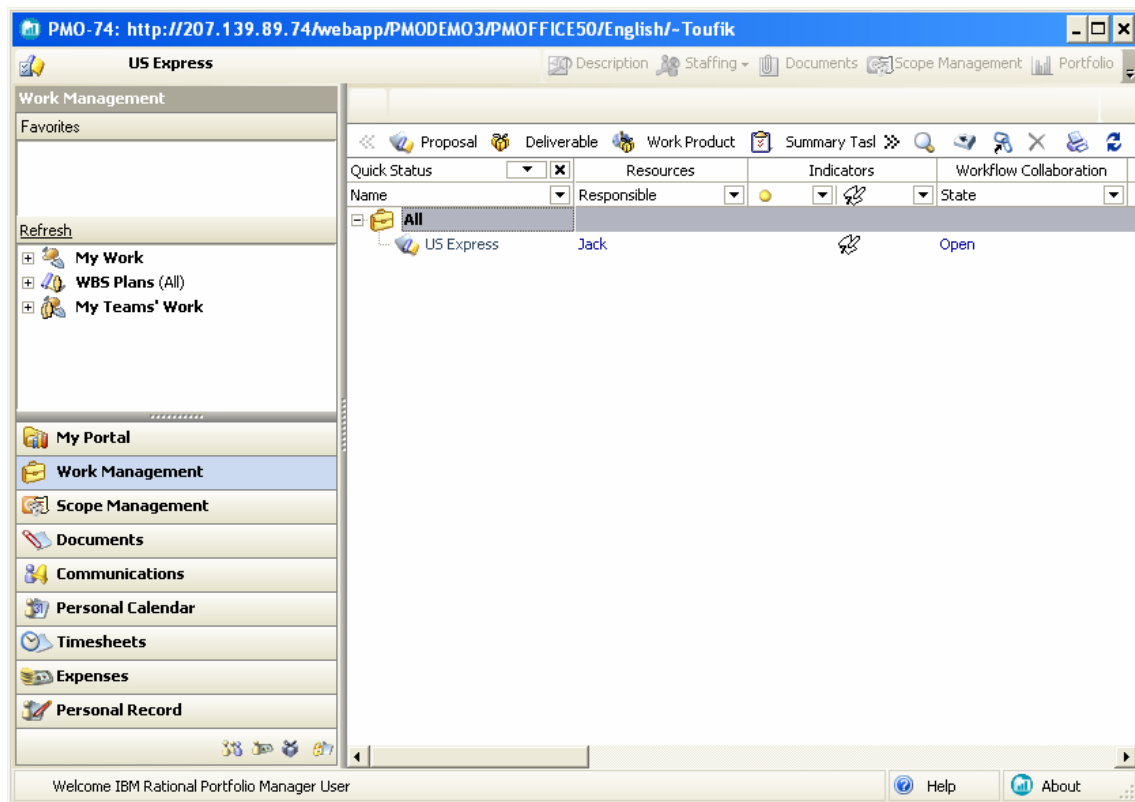 PMO-74: http://207.139.89.74/webapp/PMODEMO3/PMOFFICE50/English/~Toufik
US Express Description Staffing Documents Scope Management Portfolio
Work Management
Favorites
Proposal Deliverable Work Product Summary Tasl
Quick Status Resources Indicators Workflow Collaboration
Name Responsible State
All
US Express Jack Open
Refresh
My Work
WBS Plans (All)
My Teams' Work
My Portal
Work Management
Scope Management
Documents
Communications
Personal Calendar
Timesheets
Expenses
Personal Record
Welcome IBM Rational Portfolio Manager User Help About